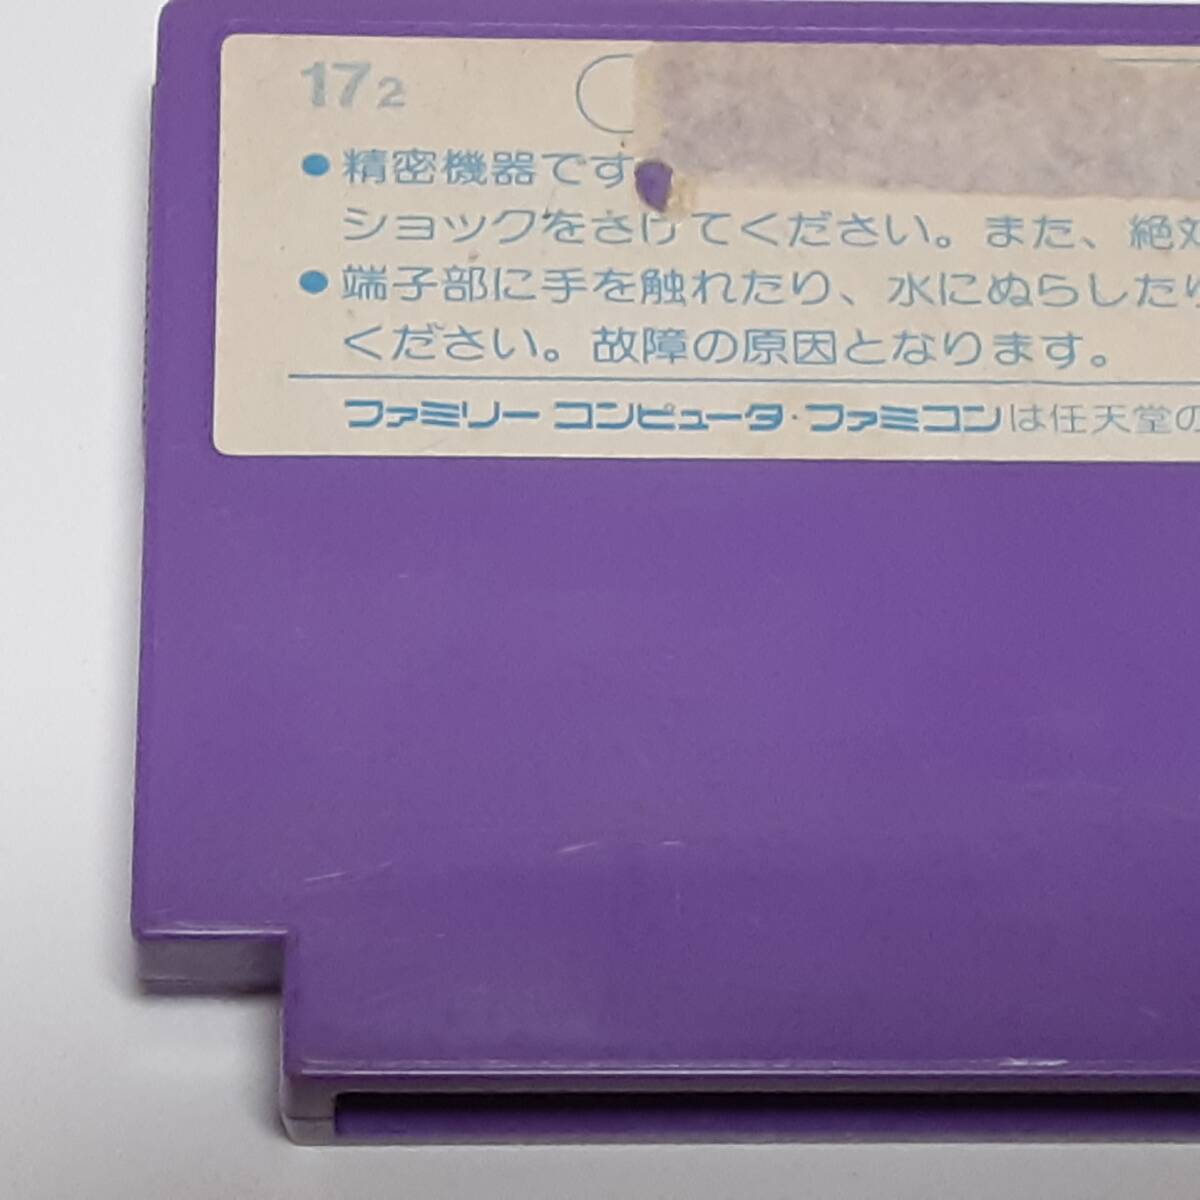 17 2
● 精密機器です
ショックをさけてください。また、絶対
● 端子部に手を触れたり、水にぬらしたり
ください。故障の原因となります。
ファミリー コンピュータ・ファミコンは任天堂の